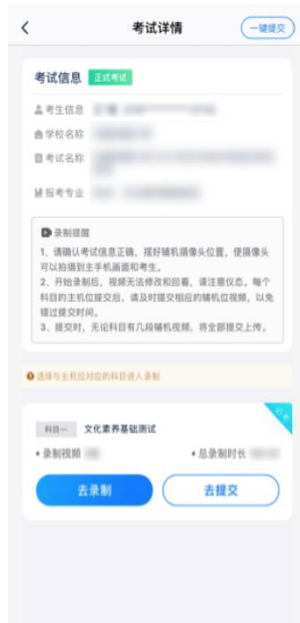 考试详情
一键提交
考试信息 正式考试
考生信息
学校名称
考试名称
报考专业
录制提醒
1、请确认考试信息正确，摆好辅机摄像头位置，使摄像头
可以拍摄到主手机画面和考生。
2、开始录制后，视频无法修改和回看，请注意仪态。每个
科目的主机位提交后，请及时提交相应的辅机位视频，以免
错过提交时间。
3、提交时，无论科目有几段辅机视频，将全部提交上传。
选择与主机位对应的科目进入录制
科目一 文化素养基础测试
录制视频
总录制时长
去录制
去提交